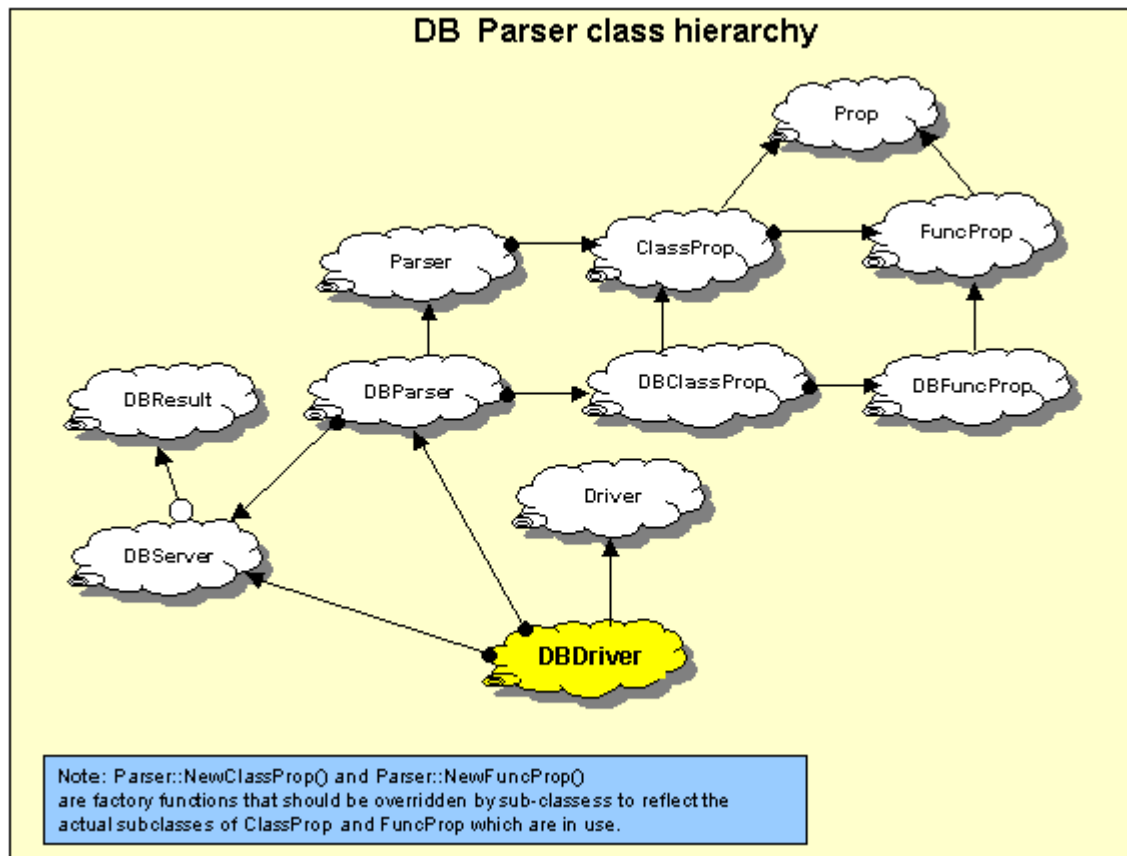 DB Parser class hierarchy
Prop
Parser
ClassProp
FuncProp
DBResult
DBParser
DBClassProp
DBFuncProp
Driver
DBServer
DBDriver
Note: Parser::NewClassProp() and Parser::NewFuncProp()
are factory functions that should be overridden by sub-classess to reflect the
actual subclasses of ClassProp and FuncProp which are in use.